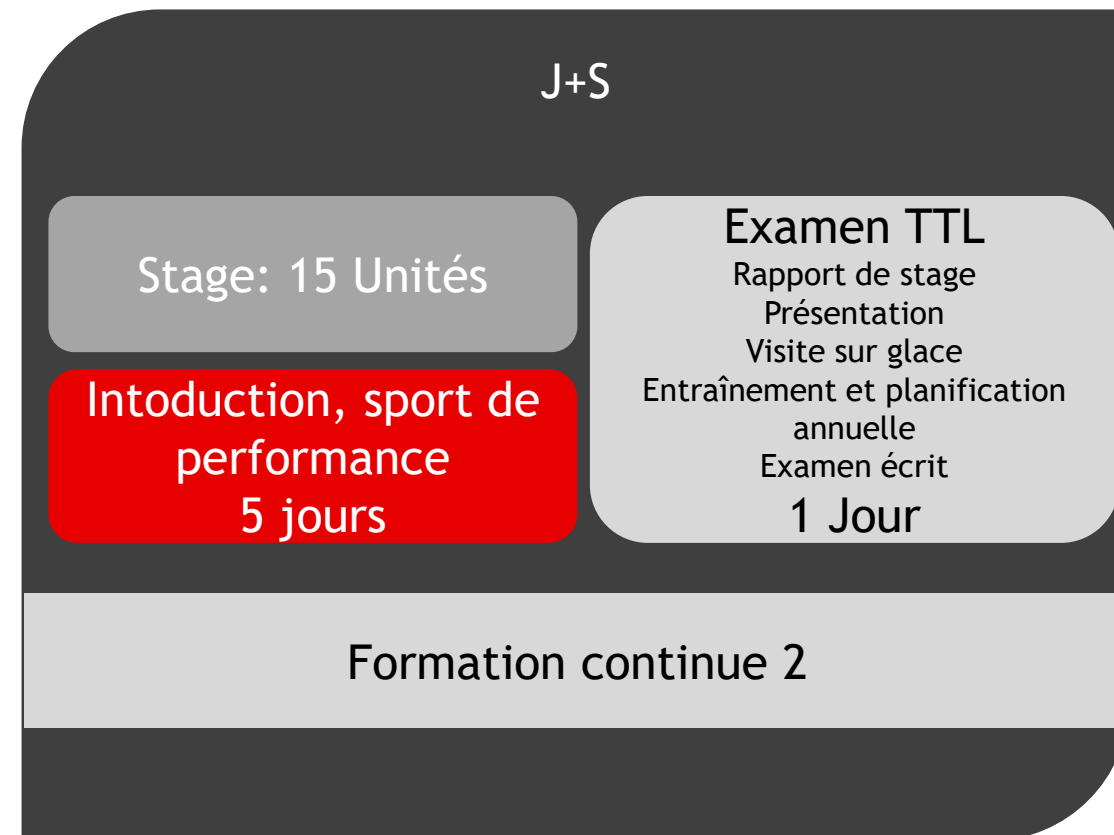 J+S
Stage: 15 Unités
Intoduction, sport de
performance
5 jours
Examen TTL
Rapport de stage
Présentation
Visite sur glace
Entraînement et planification
annuelle
Examen écrit
1 Jour
Formation continue 2